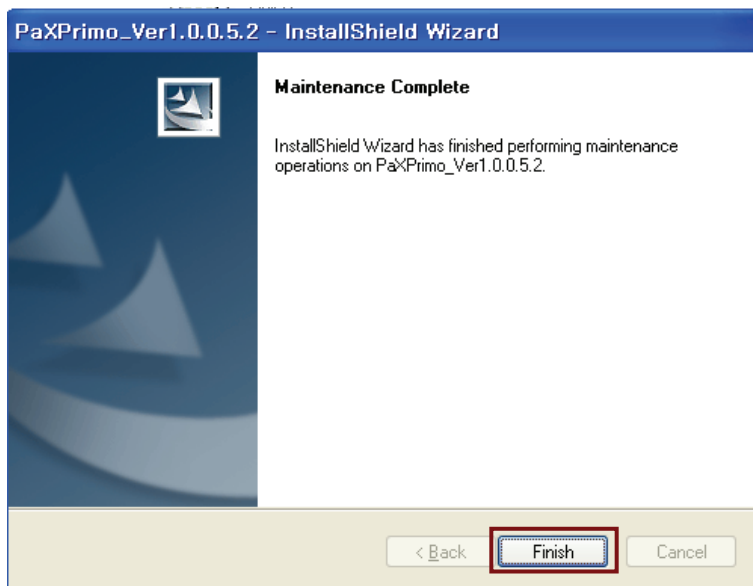 PaXPrimo_Ver1.0.0.5.2 - InstallShield Wizard
Maintenance Complete
InstallShield Wizard has finished performing maintenance
operations on PaXPrimo_Ver1.0.0.5.2.
< Back
Finish
Cancel